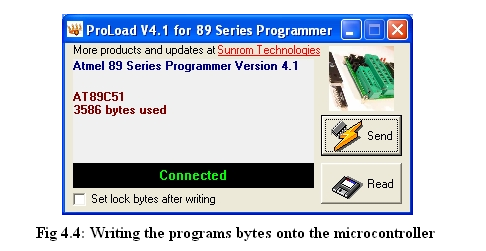 ProLoad V4.1 for 89 Series Programmer
More products and updates at Sunrom Technologies
Atmel 89 Series Programmer Version 4.1
AT89C51
3586 bytes used
Send
Connected
Read
Set lock bytes after writing
Fig 4.4: Writing the programs bytes onto the microcontroller